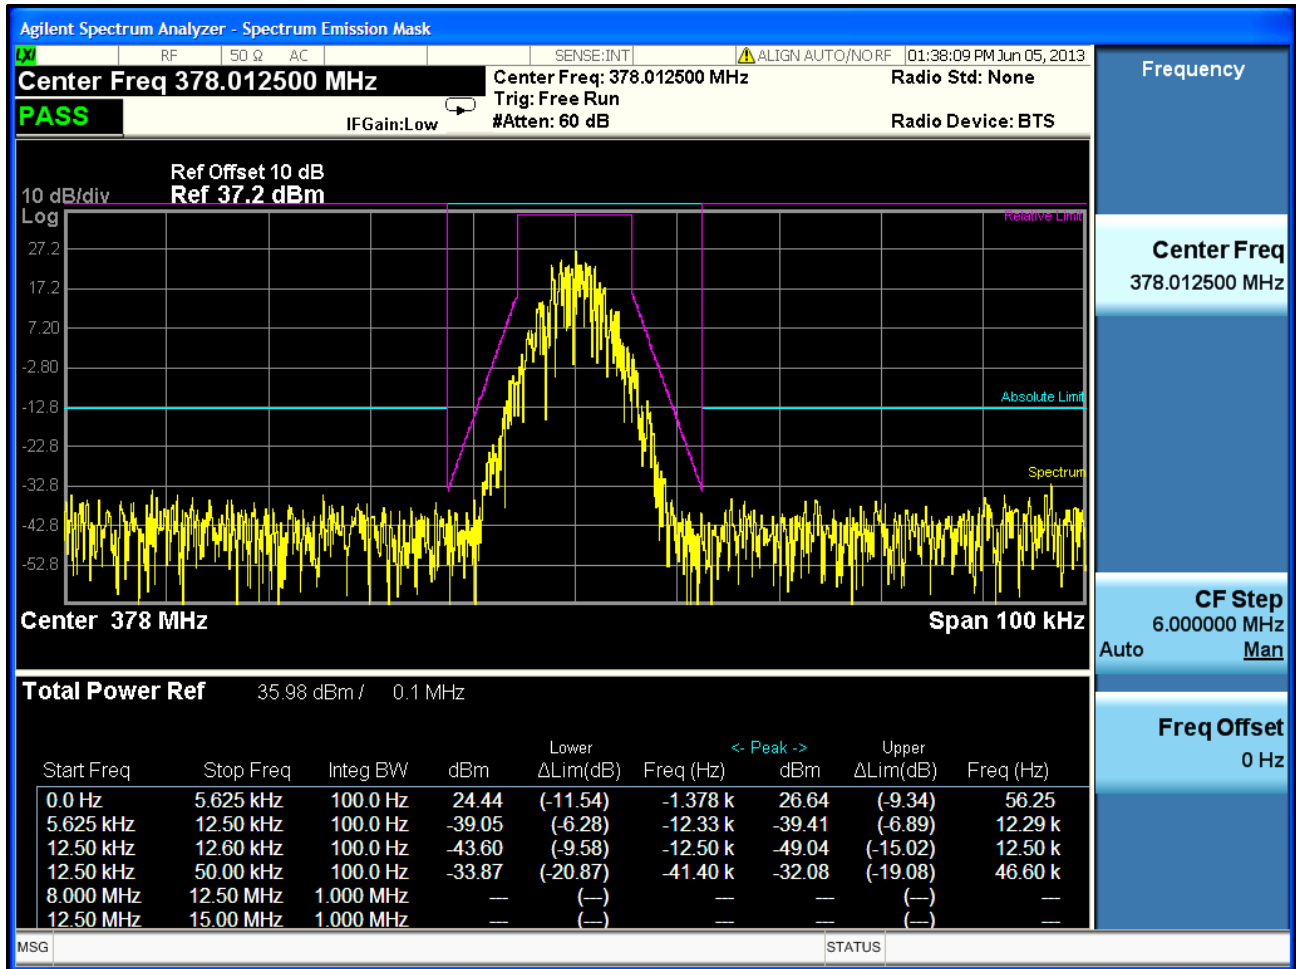 Agilent Spectrum Analyzer - Spectrum Emission Mask
LXI RF 50 Ω AC SENSE:INT ALIGN AUTO/NO RF 01:38:09 PM Jun 05, 2013
Center Freq 378.012500 MHz
Center Freq: 378.012500 MHz
Radio Std: None
Trig: Free Run
PASS
IFGain:Low
#Atten: 60 dB
Radio Device: BTS
Frequency
Ref Offset 10 dB
10 dB/div Ref 37.2 dBm
Log
Relative Limit
27.2
17.2
7.20
-2.80
-12.8
Absolute Limit
-22.8
-32.8
Spectrum
-42.8
-52.8
Center 378 MHz
Span 100 kHz
Center Freq
378.012500 MHz
CF Step
6.000000 MHz
Auto Man
Freq Offset
0 Hz
Total Power Ref 35.98 dBm / 0.1 MHz
Lower <- Peak -> Upper
Start Freq Stop Freq Integ BW dBm ΔLim(dB) Freq (Hz) dBm ΔLim(dB) Freq (Hz)
0.0 Hz 5.625 kHz 100.0 Hz 24.44 (-11.54) -1.378 k 26.64 (-9.34) 56.25
5.625 kHz 12.50 kHz 100.0 Hz -39.05 (-6.28) -12.33 k -39.41 (-6.89) 12.29 k
12.50 kHz 12.60 kHz 100.0 Hz -43.60 (-9.58) -12.50 k -49.04 (-15.02) 12.50 k
12.50 kHz 50.00 kHz 100.0 Hz -33.87 (-20.87) -41.40 k -32.08 (-19.08) 46.60 k
8.000 MHz 12.50 MHz 1.000 MHz --- (---) --- --- (---) ---
12.50 MHz 15.00 MHz 1.000 MHz --- (---) --- --- (---) ---
MSG STATUS